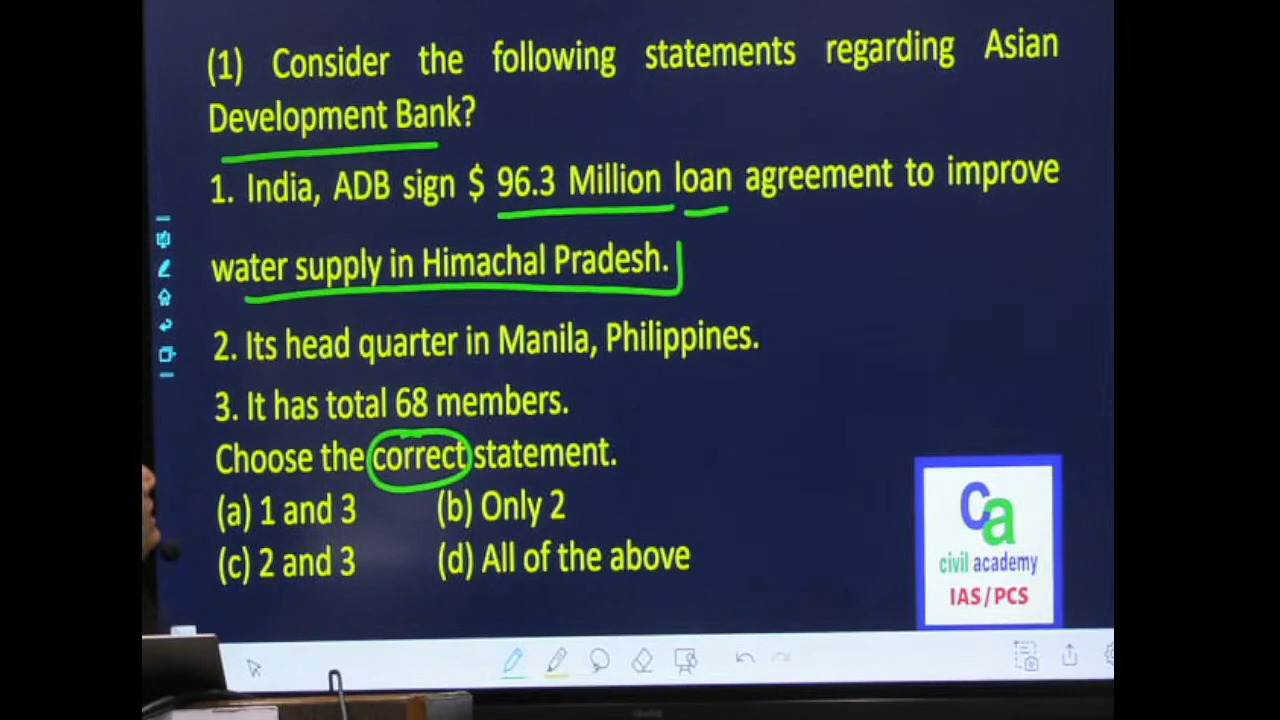 (1) Consider the following statements regarding Asian
Development Bank?
1. India, ADB sign $ 96.3 Million loan agreement to improve
water supply in Himachal Pradesh.
2. Its head quarter in Manila, Philippines.
3. It has total 68 members.
Choose the correct statement.
(a) 1 and 3 (b) Only 2
(c) 2 and 3 (d) All of the above
Ca
civil academy
IAS/PCS